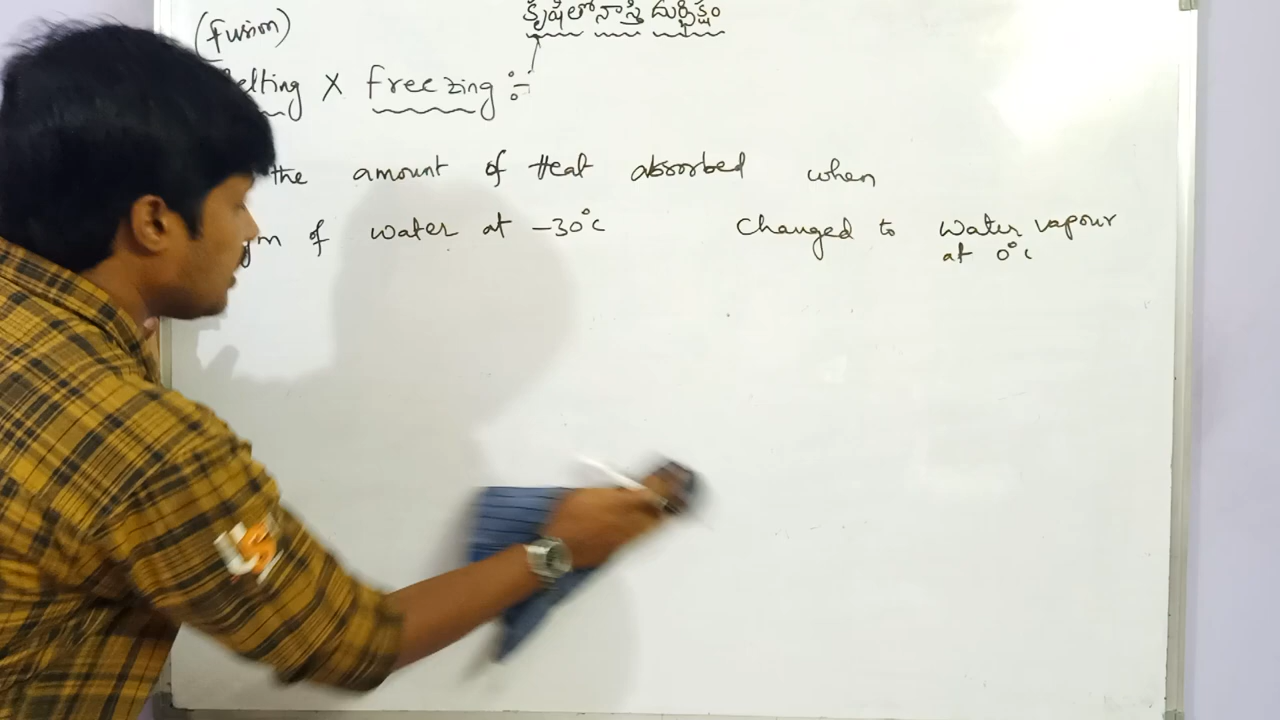 కృషితో నాస్తి దుర్భిక్షం
(Fusion)
elting X freezing :-
the amount of Heat absorbed when
gm of water at -30°C changed to water vapour
at 0°C